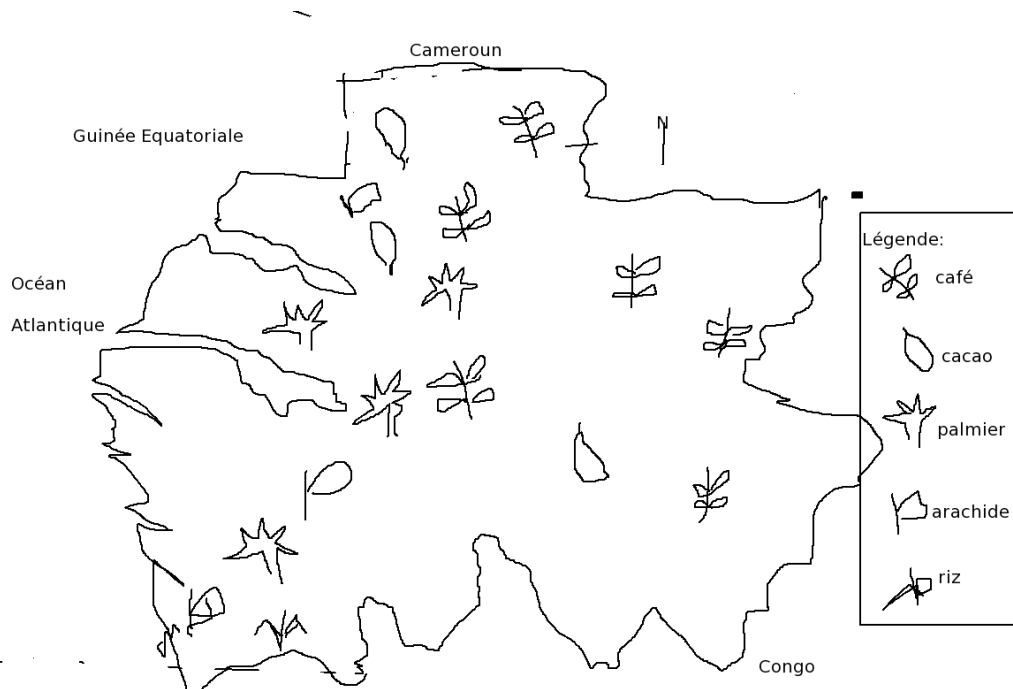 Cameroun
Guinée Equatoriale
N
Océan
Atlantique
Légende:
café
cacao
palmier
arachide
riz
Congo